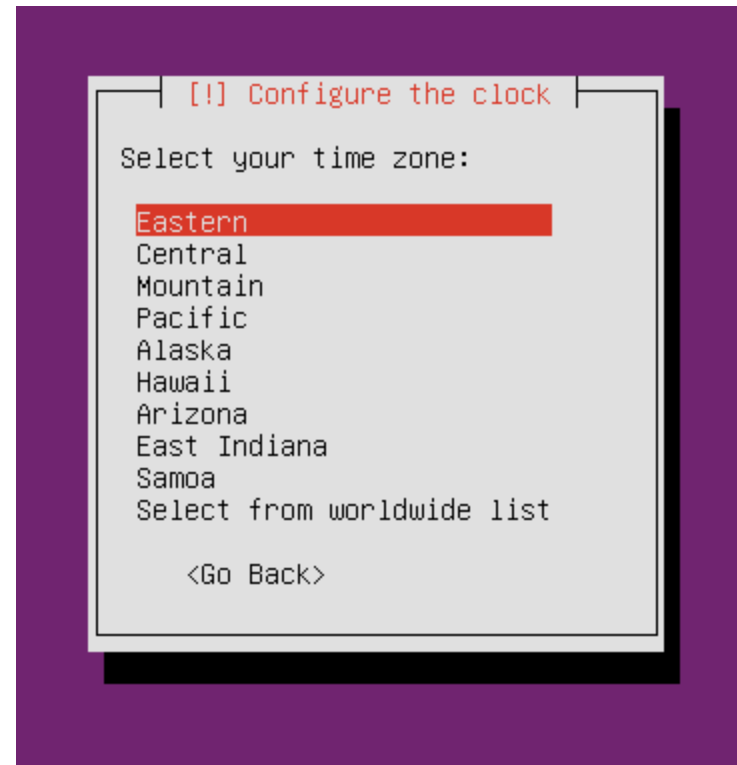 [!] Configure the clock
Select your time zone:
Eastern
Central
Mountain
Pacific
Alaska
Hawaii
Arizona
East Indiana
Samoa
Select from worldwide list
<Go Back>